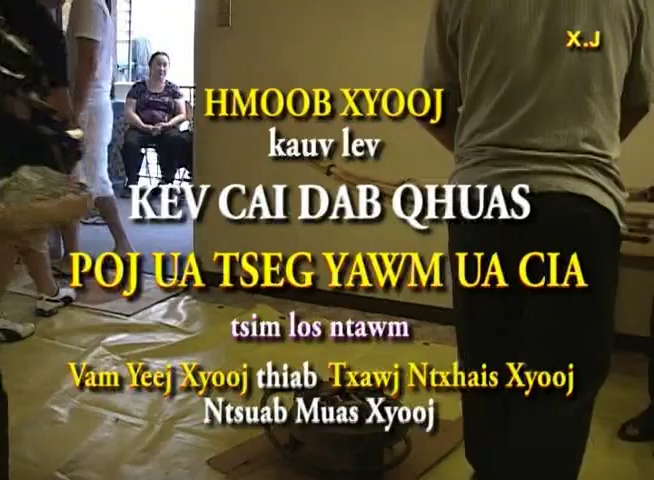 X.J
HMOOB XYOOJ
kauv lev
KEV CAI DAB QHUAS
POJ UA TSEG YAWM UA CIA
tsim los ntawm
Vam Yeej Xyooj thiab Txawj Ntxhais Xyooj
Ntsuab Muas Xyooj